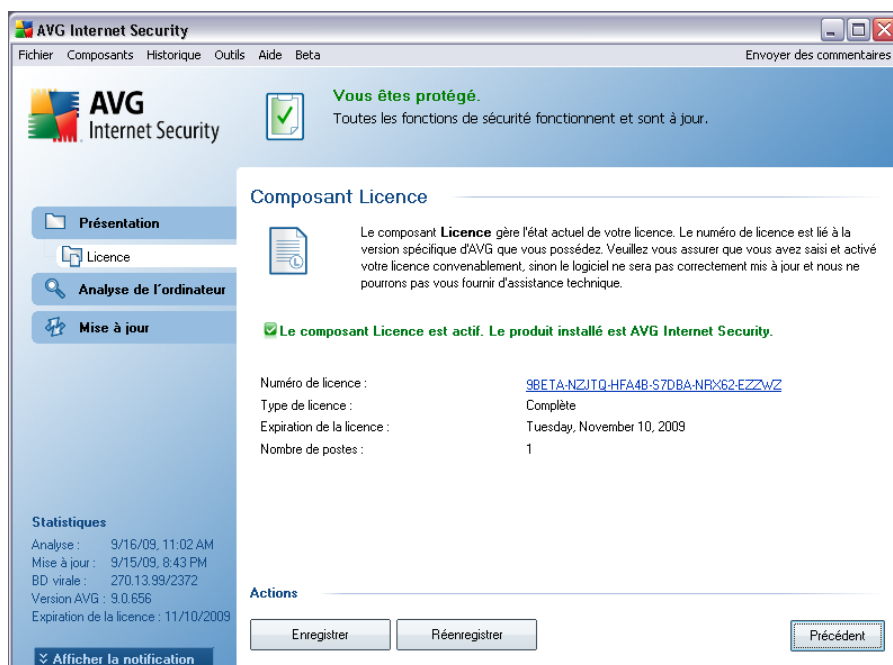 AVG Internet Security
Fichier Composants Historique Outils Aide Beta Envoyer des commentaires
AVG
Internet Security
Vous êtes protégé.
Toutes les fonctions de sécurité fonctionnent et sont à jour.
Présentation
Licence
Analyse de l'ordinateur
Mise à jour
Composant Licence
Le composant Licence gère l'état actuel de votre licence. Le numéro de licence est lié à la
version spécifique d'AVG que vous possédez. Veuillez vous assurer que vous avez saisi et activé
votre licence convenablement, sinon le logiciel ne sera pas correctement mis à jour et nous ne
pourrons pas vous fournir d'assistance technique.
Le composant Licence est actif. Le produit installé est AVG Internet Security.
Numéro de licence : 9BETA-NZJTQ-HFA4B-S7DBA-NRX62-EZZWZ
Type de licence : Complète
Expiration de la licence : Tuesday, November 10, 2009
Nombre de postes : 1
Statistiques
Analyse : 9/16/09, 11:02 AM
Mise à jour : 9/15/09, 8:43 PM
BD virale : 270.13.99/2372
Version AVG : 9.0.656
Expiration de la licence : 11/10/2009
Afficher la notification
Actions
Enregistrer Réenregistrer Précédent